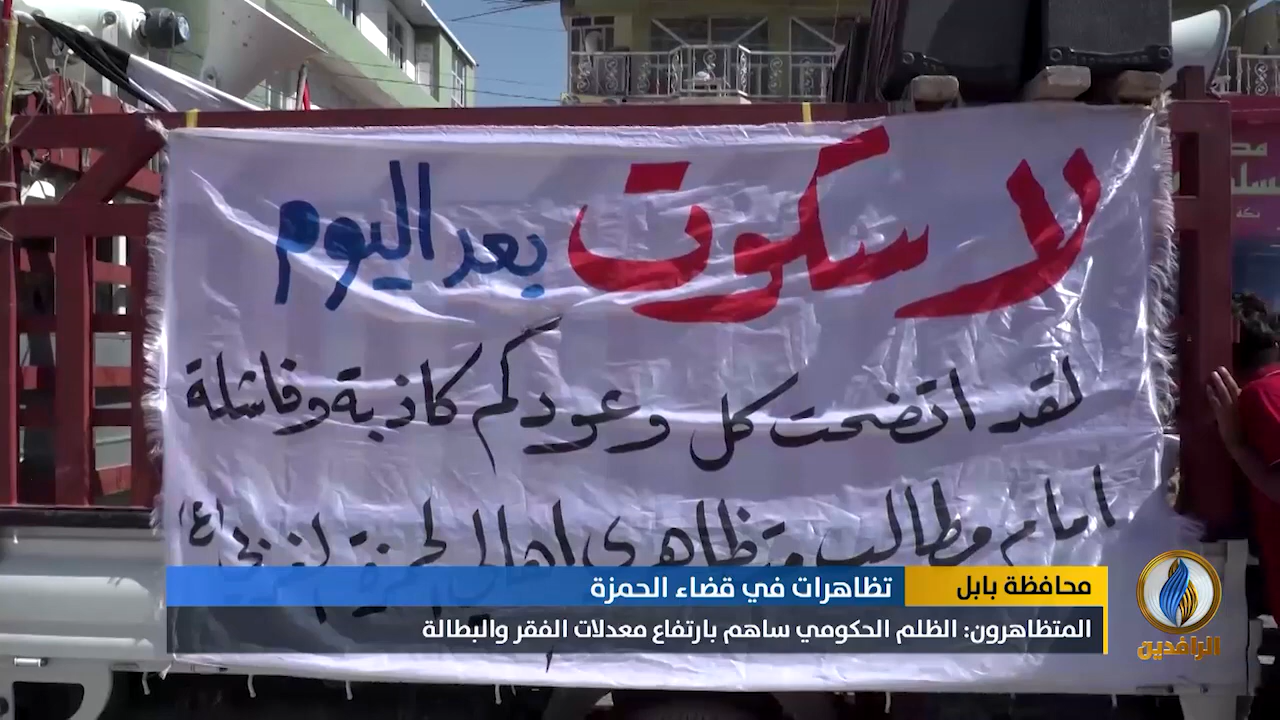 لا سكوت بعد اليوم
لقد اتضحت كل وعودكم كاذبة وفاشلة
امام مطالب متظاهري اهالي الحمزة الغربي (ع)
محافظة بابل
تظاهرات في قضاء الحمزة
المتظاهرون: الظلم الحكومي ساهم بارتفاع معدلات الفقر والبطالة
الرافدين